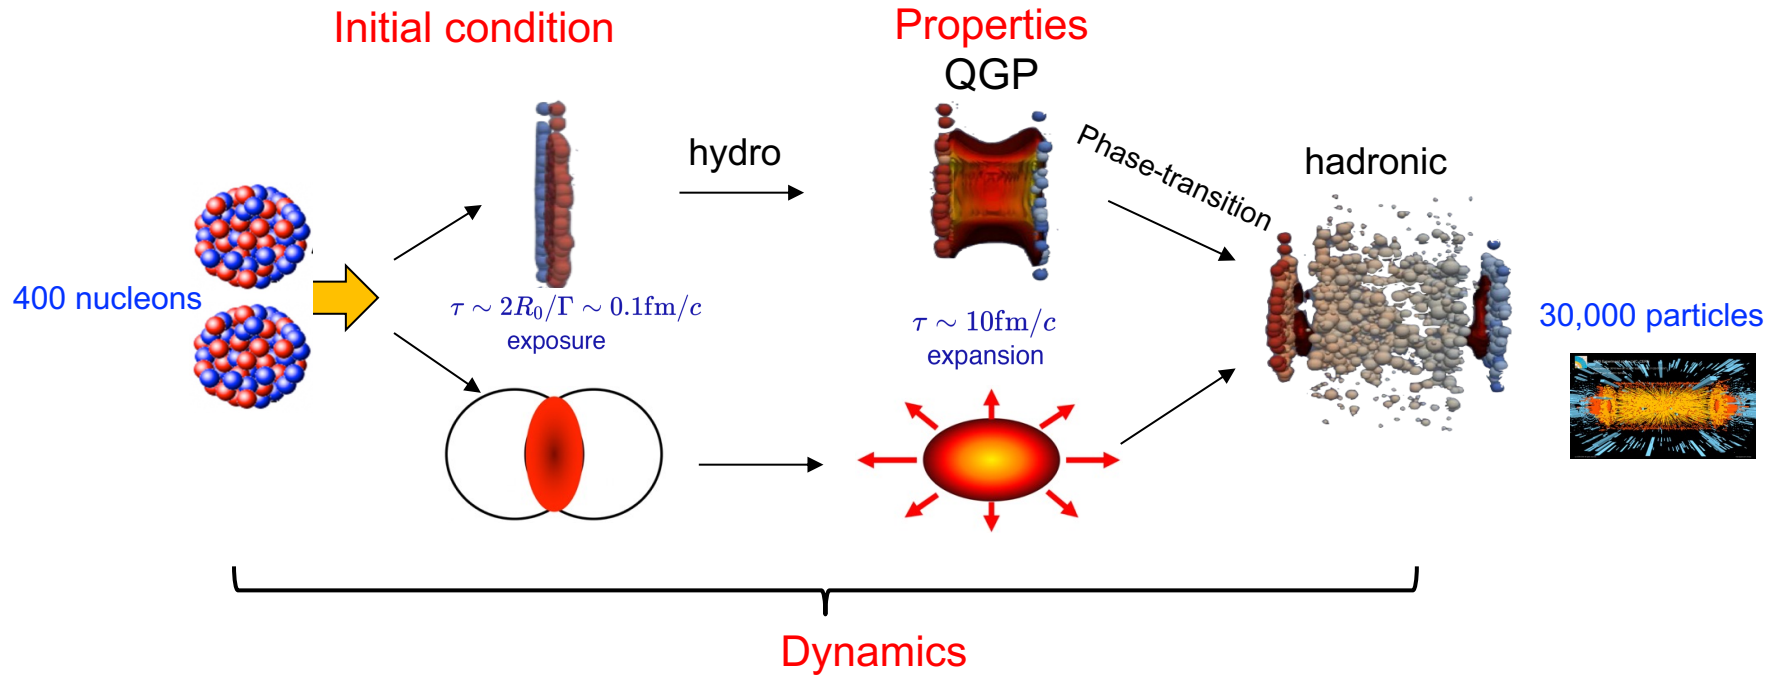 Initial condition
Properties
QGP
hydro
Phase-transition
hadronic
400 nucleons
τ ∼ 2R₀/Γ ∼ 0.1fm/c
exposure
τ ∼ 10fm/c
expansion
30,000 particles
Dynamics